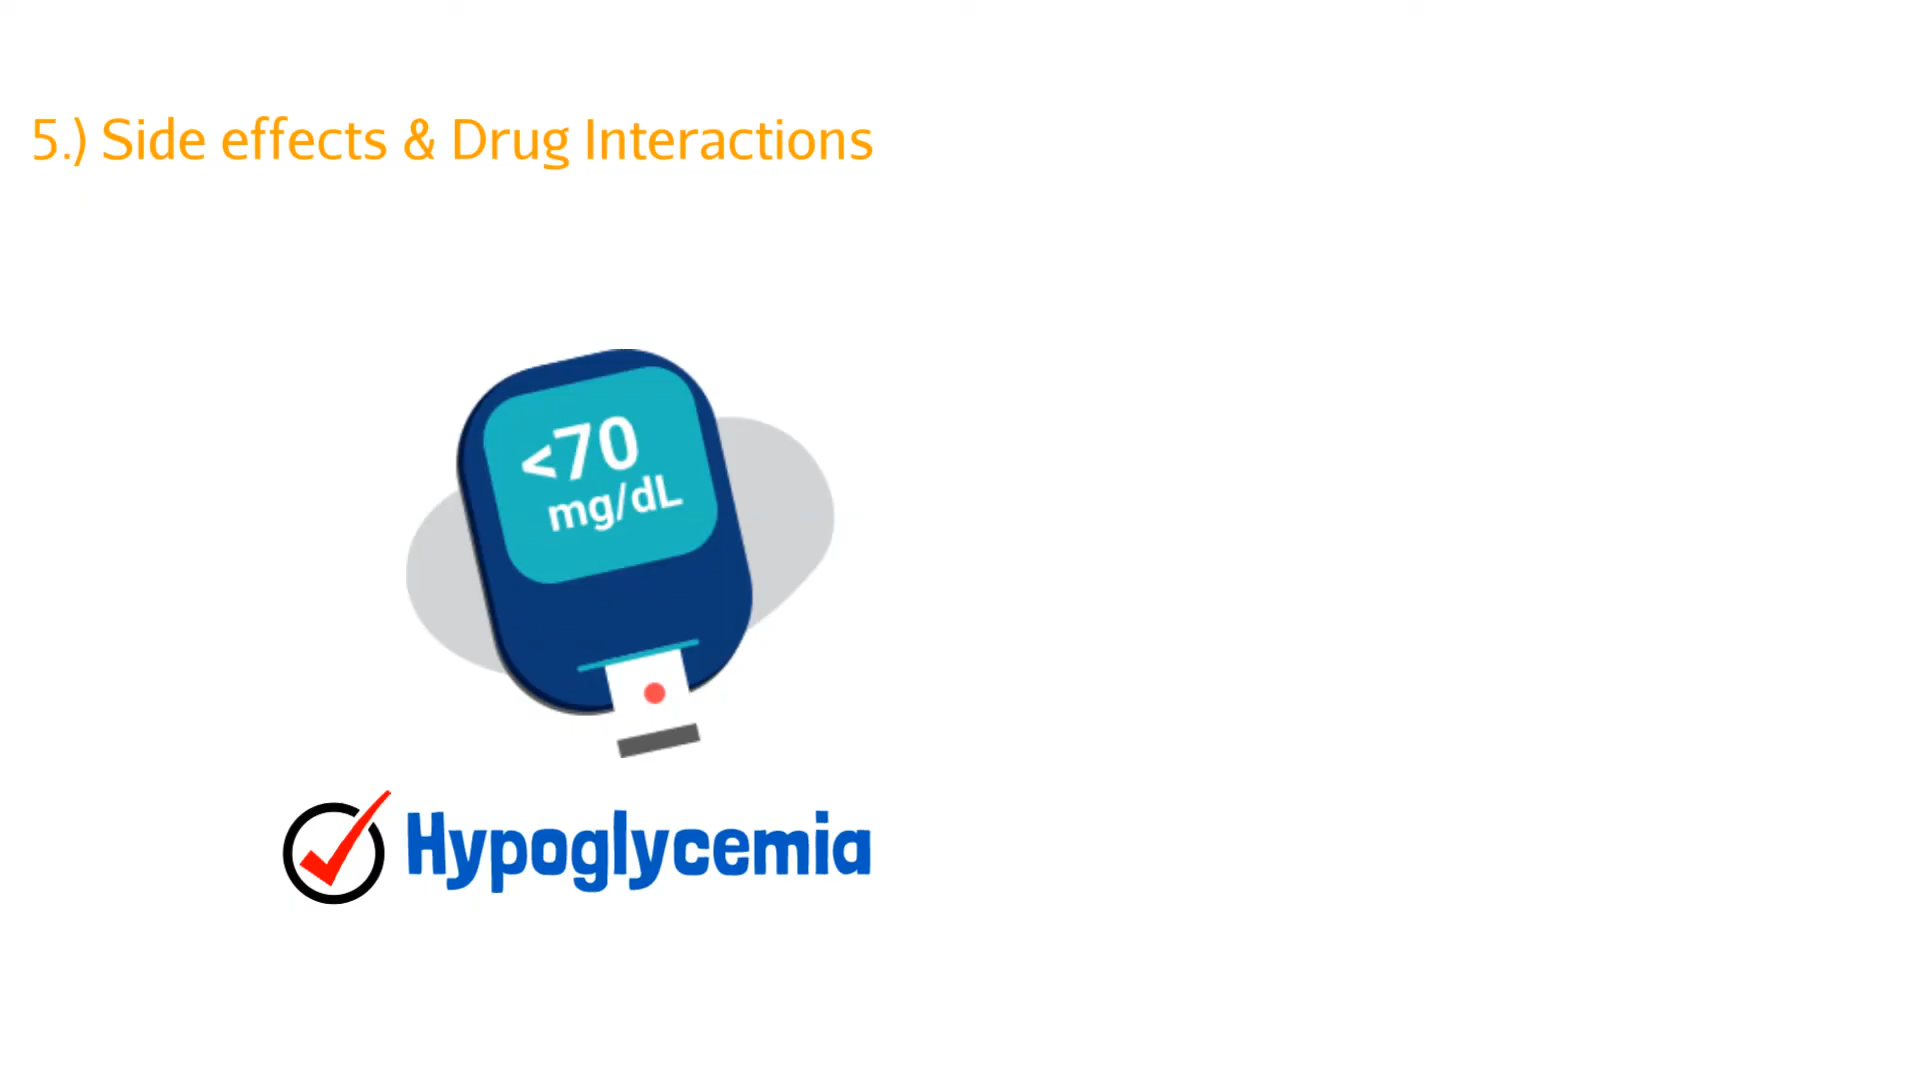 5.) Side effects & Drug Interactions
<70
mg/dL
Hypoglycemia